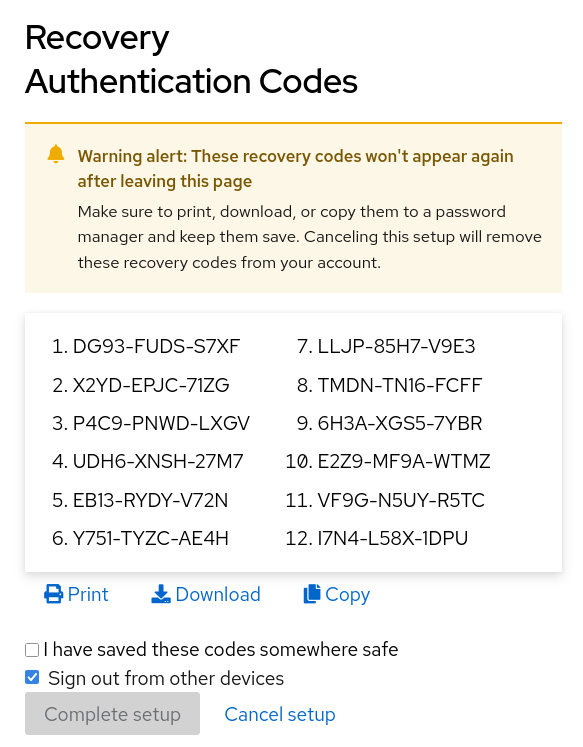 Recovery
Authentication Codes
Warning alert: These recovery codes won't appear again
after leaving this page
Make sure to print, download, or copy them to a password
manager and keep them save. Canceling this setup will remove
these recovery codes from your account.
1. DG93-FUDS-S7XF
2. X2YD-EPJC-71ZG
3. P4C9-PNWD-LXGV
4. UDH6-XNSH-27M7
5. EB13-RYDY-V72N
6. Y751-TYZC-AE4H
7. LLJP-85H7-V9E3
8. TMDN-TN16-FCFF
9. 6H3A-XGS5-7YBR
10. E2Z9-MF9A-WTMZ
11. VF9G-N5UY-R5TC
12. I7N4-L58X-1DPU
Print Download Copy
I have saved these codes somewhere safe
Sign out from other devices
Complete setup Cancel setup